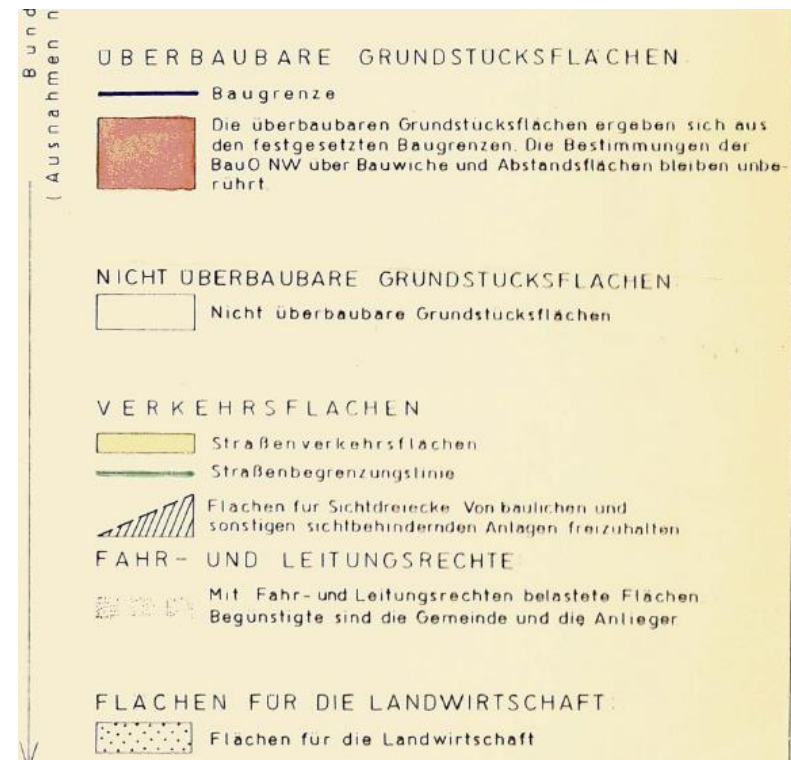 Bund
(Ausnahmen n
ÜBERBAUBARE GRUNDSTÜCKSFLÄCHEN
Baugrenze
Die überbaubaren Grundstücksflächen ergeben sich aus
den festgesetzten Baugrenzen. Die Bestimmungen der
BauO NW über Bauwiche und Abstandsflächen bleiben unbe-
rührt.
NICHT ÜBERBAUBARE GRUNDSTÜCKSFLÄCHEN:
Nicht überbaubare Grundstücksflächen
VERKEHRSFLÄCHEN
Straßenverkehrsflächen
Straßenbegrenzungslinie
Flächen für Sichtdreiecke. Von baulichen und
sonstigen sichtbehindernden Anlagen freizuhalten
FAHR- UND LEITUNGSRECHTE
Mit Fahr- und Leitungsrechten belastete Flächen
Begünstigte sind die Gemeinde und die Anlieger
FLÄCHEN FÜR DIE LANDWIRTSCHAFT:
Flächen für die Landwirtschaft